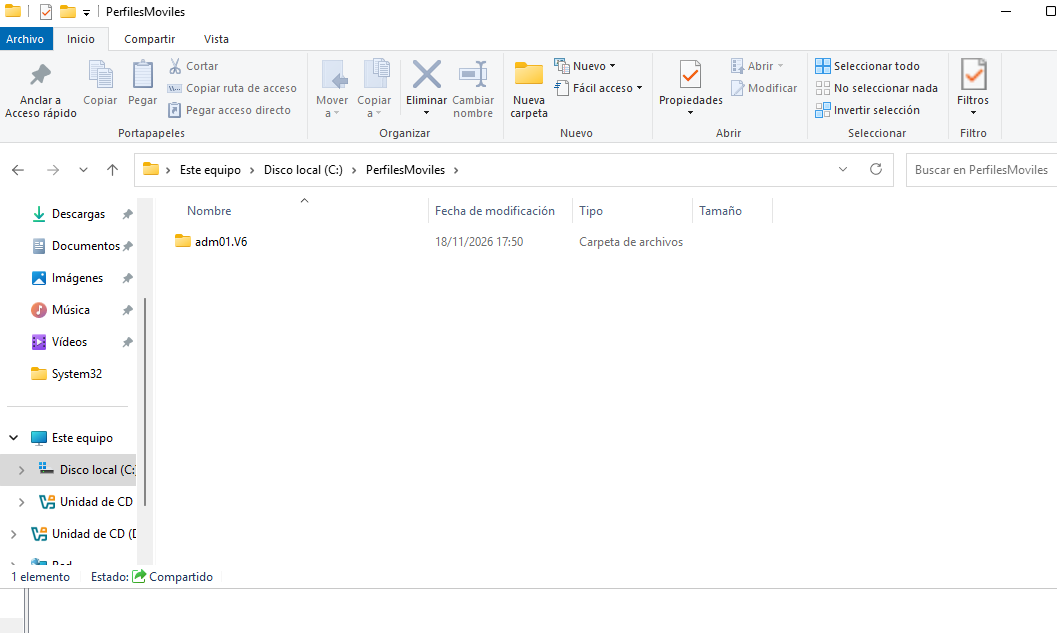 PerfilesMoviles
Archivo Inicio Compartir Vista
Anclar a
Acceso rápido
Copiar
Pegar
Cortar
Copiar ruta de acceso
Pegar acceso directo
Portapapeles
Mover
a
Copiar
a
Eliminar
Cambiar
nombre
Organizar
Nueva
carpeta
Nuevo
Fácil acceso
Nuevo
Propiedades
Abrir
Modificar
Abrir
Seleccionar todo
No seleccionar nada
Invertir selección
Seleccionar
Filtros
Filtro
Este equipo > Disco local (C:) > PerfilesMoviles >
Buscar en PerfilesMoviles
Descargas
Documentos
Imágenes
Música
Vídeos
System32
Este equipo
Disco local (C:
Unidad de CD
Unidad de CD (D
Red
Nombre Fecha de modificación Tipo Tamaño
adm01.V6 18/11/2026 17:50 Carpeta de archivos
1 elemento Estado: Compartido